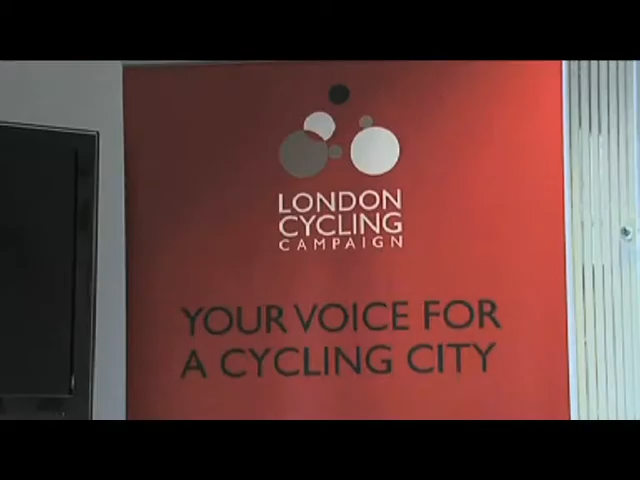 LONDON
CYCLING
CAMPAIGN
YOUR VOICE FOR
A CYCLING CITY